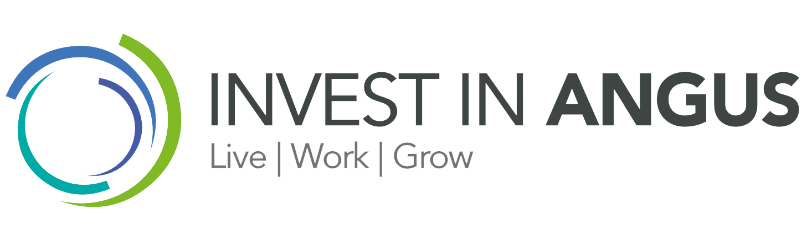 INVEST IN ANGUS
Live | Work | Grow